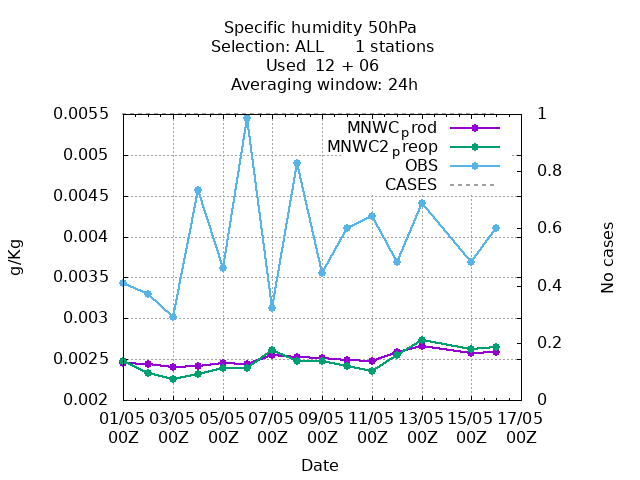 Specific humidity 50hPa
Selection: ALL 1 stations
Used 12 + 06
Averaging window: 24h
0.0055
0.005
0.0045
0.004
0.0035
0.003
0.0025
0.002
g/Kg
MNWCprod
MNWC2preop
OBS
CASES
1
0.8
0.6
0.4
0.2
0
No cases
01/05 03/05 05/05 07/05 09/05 11/05 13/05 15/05 17/05
00Z 00Z 00Z 00Z 00Z 00Z 00Z 00Z 00Z
Date